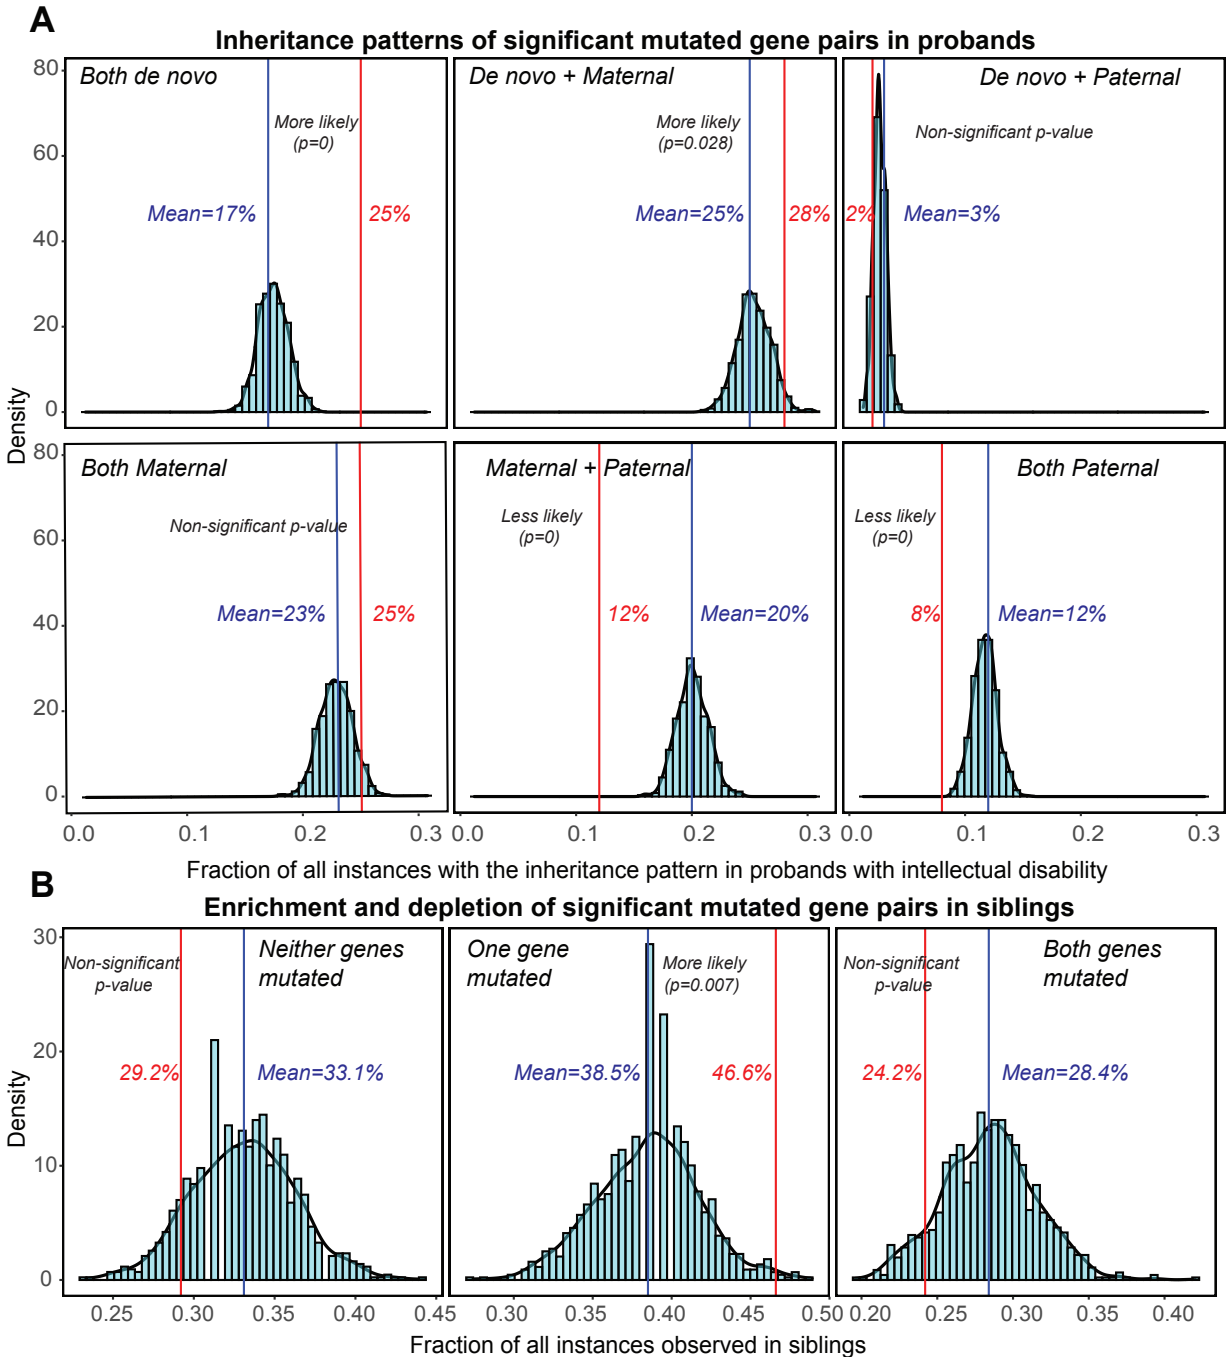 A
Inheritance patterns of significant mutated gene pairs in probands
80
60
40
20
0
Density
Both de novo
More likely
(p=0)
Mean=17%
25%
De novo + Maternal
More likely
(p=0.028)
Mean=25%
28%
De novo + Paternal
Non-significant p-value
2%
Mean=3%
80
60
40
20
0
Both Maternal
Non-significant p-value
Mean=23%
25%
Maternal + Paternal
Less likely
(p=0)
12%
Mean=20%
Both Paternal
Less likely
(p=0)
8%
Mean=12%
0.0 0.1 0.2 0.3
0.0 0.1 0.2 0.3
0.0 0.1 0.2 0.3
Fraction of all instances with the inheritance pattern in probands with intellectual disability
B
Enrichment and depletion of significant mutated gene pairs in siblings
30
20
10
0
Density
Non-significant
p-value
Neither genes
mutated
29.2%
Mean=33.1%
One gene
mutated
More likely
(p=0.007)
Mean=38.5%
46.6%
Non-significant
p-value
Both genes
mutated
24.2%
Mean=28.4%
0.25 0.30 0.35 0.40 0.45
0.30 0.35 0.40 0.45 0.50
0.20 0.25 0.30 0.35 0.40
Fraction of all instances observed in siblings